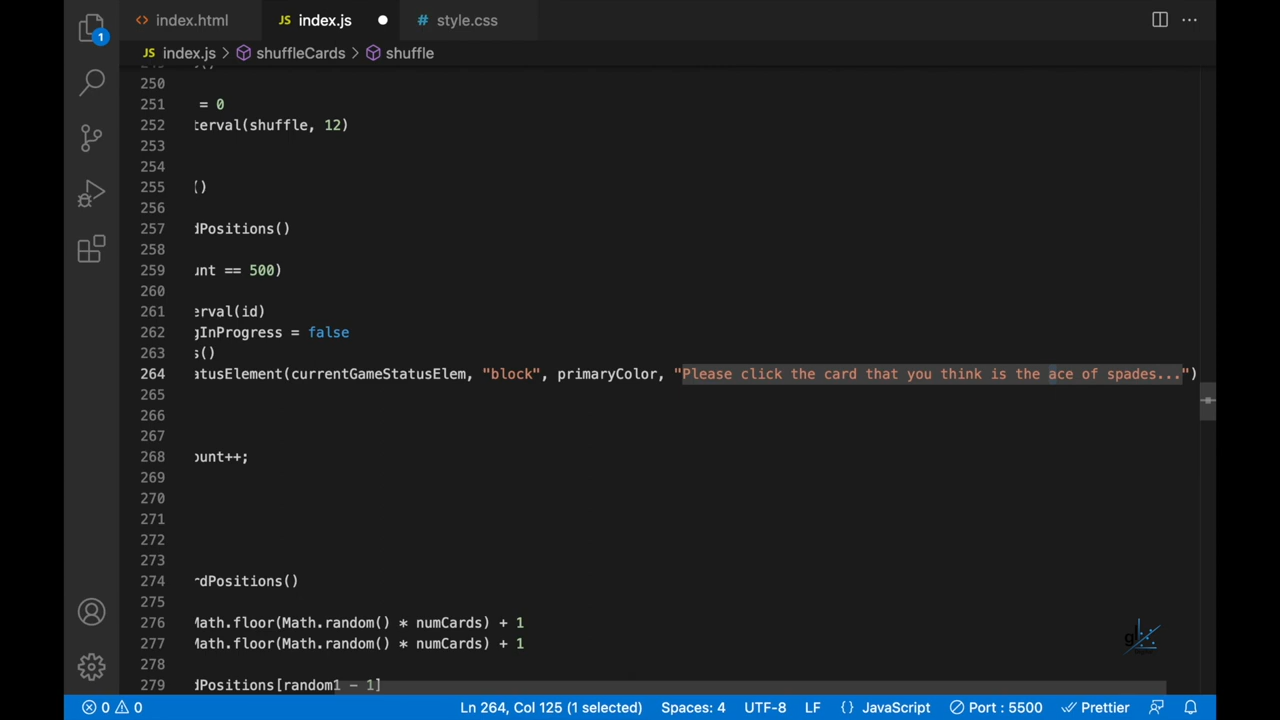 index.html JS index.js # style.css
1
JS index.js > shuffleCards > shuffle
250
251 = 0
252 terval(shuffle, 12)
253
254
255 ()
256
257 dPositions()
258
259 unt == 500)
260
261 erval(id)
262 gInProgress = false
263 s()
264 atusElement(currentGameStatusElem, "block", primaryColor, "Please click the card that you think is the ace of spades...")
265
266
267
268 ount++;
269
270
271
272
273
274 rdPositions()
275
276 Math.floor(Math.random() * numCards) + 1
277 Math.floor(Math.random() * numCards) + 1
278
279 dPositions[random1 - 1]
0 0 Ln 264, Col 125 (1 selected) Spaces: 4 UTF-8 LF {} JavaScript Port : 5500 Prettier